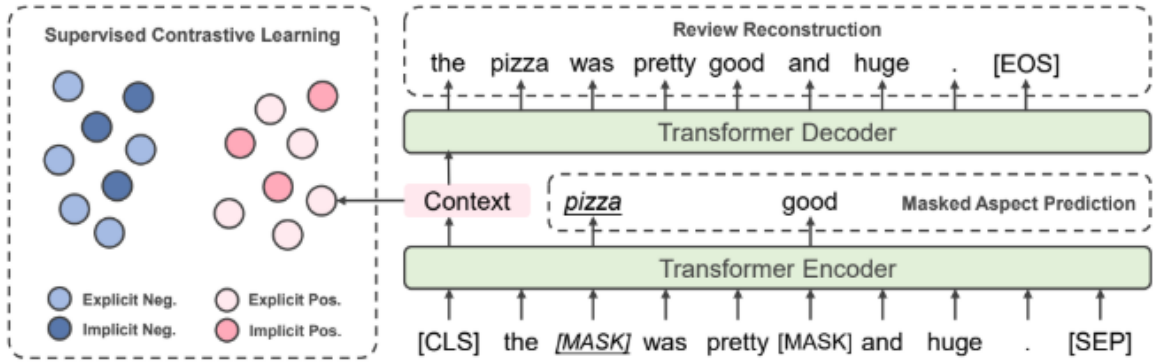 Supervised Contrastive Learning
Explicit Neg.
Explicit Pos.
Implicit Neg.
Implicit Pos.
Review Reconstruction
the pizza was pretty good and huge . [EOS]
Transformer Decoder
Context
pizza
good
Masked Aspect Prediction
Transformer Encoder
[CLS] the [MASK] was pretty [MASK] and huge . [SEP]